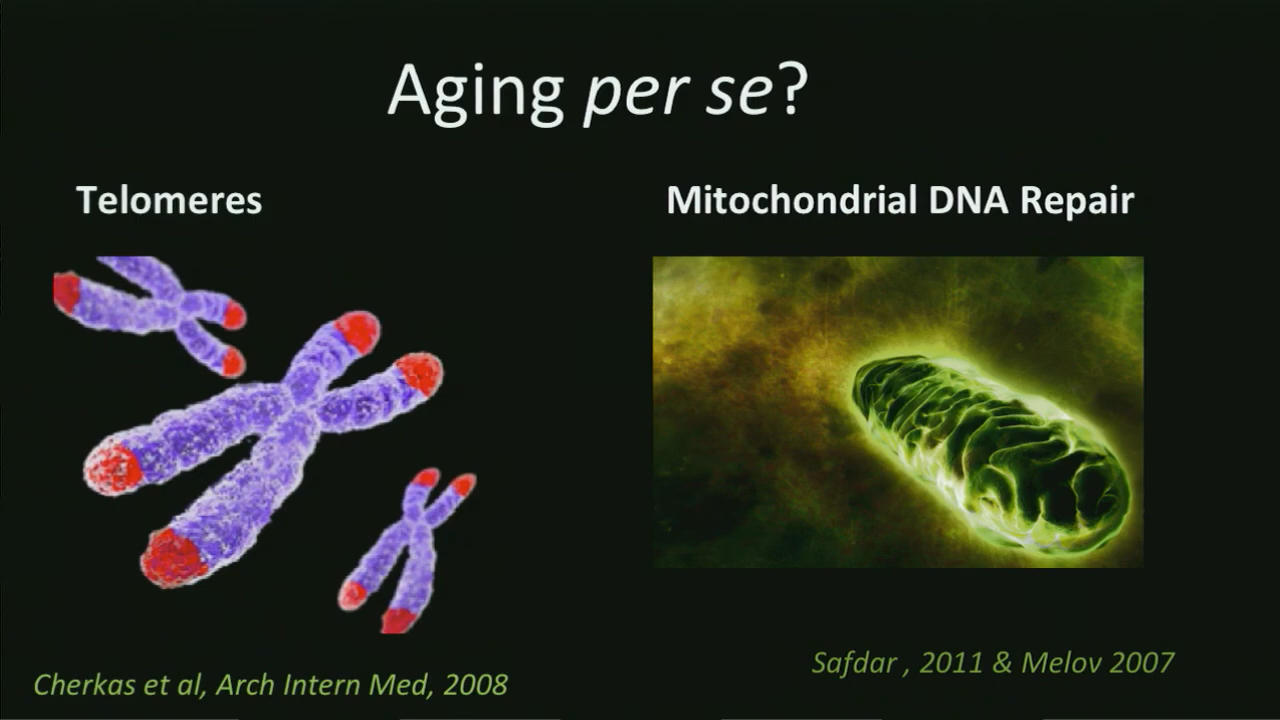 Aging per se?
Telomeres
Mitochondrial DNA Repair
Cherkas et al, Arch Intern Med, 2008
Safdar , 2011 & Melov 2007